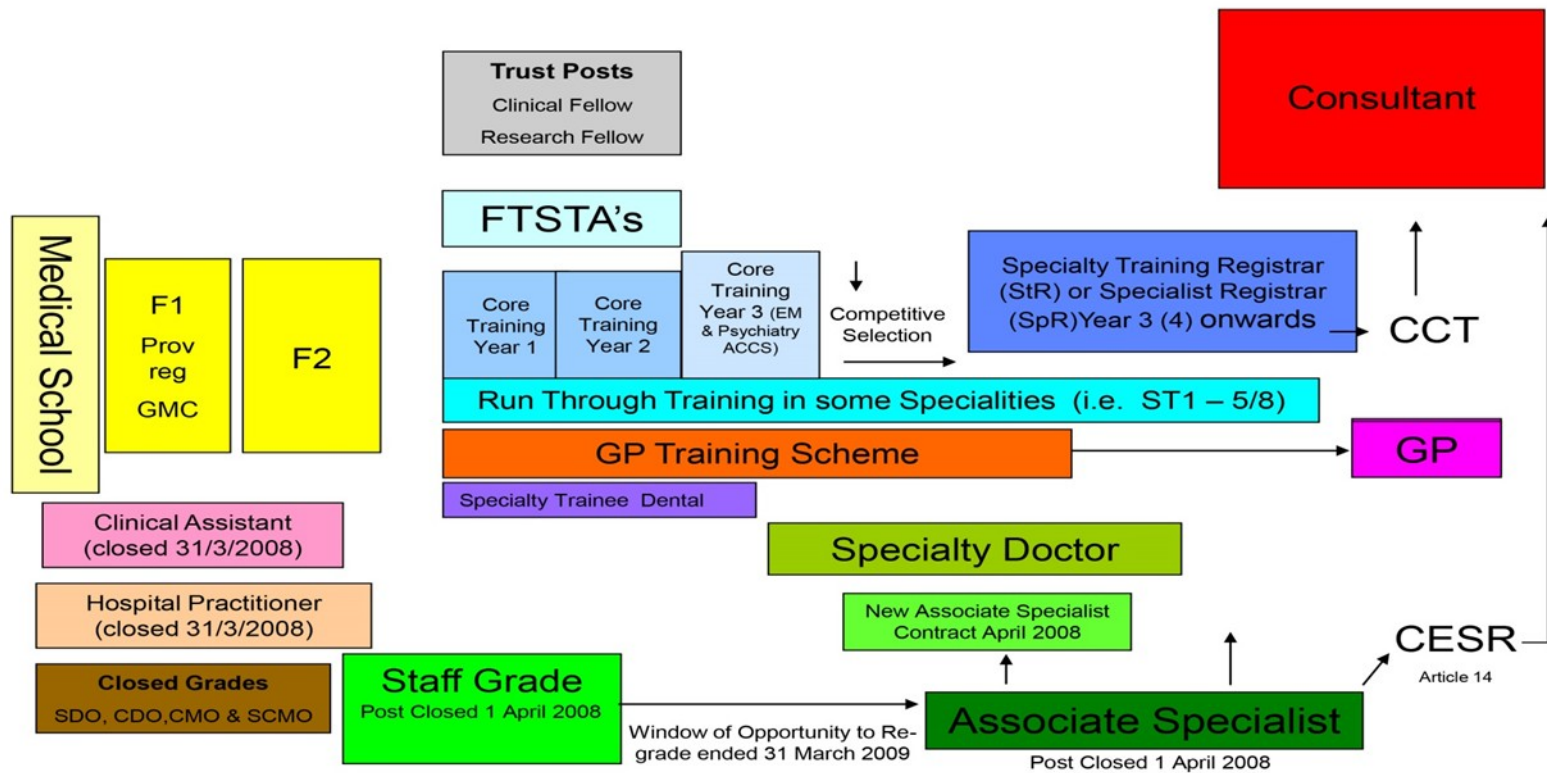 Consultant
Trust Posts
Clinical Fellow
Research Fellow
FTSTA's
Medical School
F1
Prov
reg
GMC
F2
Core
Training
Year 1
Core
Training
Year 2
Core
Training
Year 3 (EM
& Psychiatry
ACCS)
Competitive
Selection
Specialty Training Registrar
(StR) or Specialist Registrar
(SpR)Year 3 (4) onwards
CCT
Run Through Training in some Specialities (i.e. ST1 – 5/8)
GP Training Scheme
GP
Specialty Trainee Dental
Clinical Assistant
(closed 31/3/2008)
Specialty Doctor
Hospital Practitioner
(closed 31/3/2008)
New Associate Specialist
Contract April 2008
CESR
Article 14
Closed Grades
SDO, CDO,CMO & SCMO
Staff Grade
Post Closed 1 April 2008
Window of Opportunity to Re-
grade ended 31 March 2009
Associate Specialist
Post Closed 1 April 2008